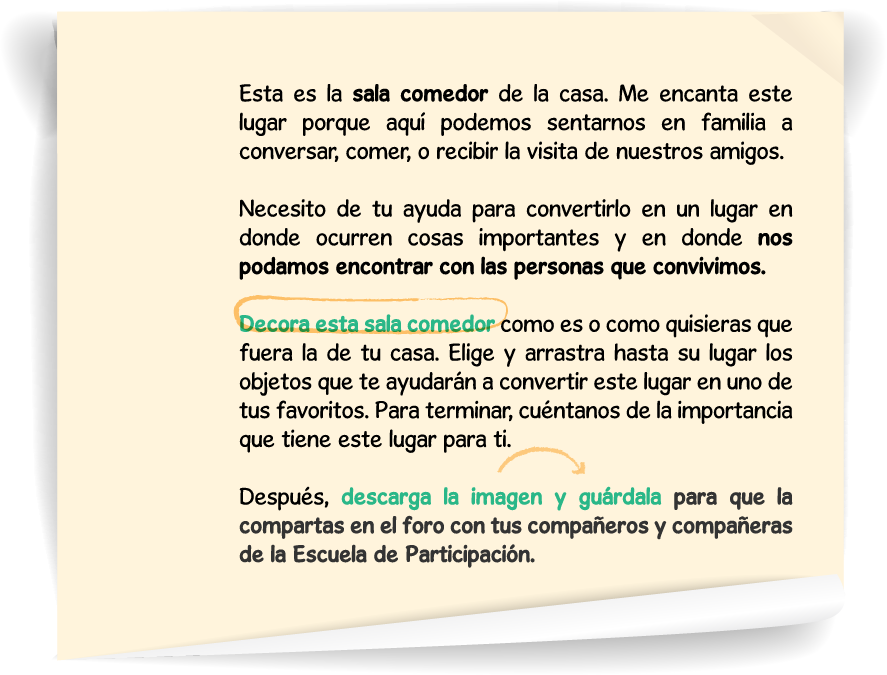 Esta es la sala comedor de la casa. Me encanta este
lugar porque aquí podemos sentarnos en familia a
conversar, comer, o recibir la visita de nuestros amigos.
Necesito de tu ayuda para convertirlo en un lugar en
donde ocurren cosas importantes y en donde nos
podamos encontrar con las personas que convivimos.
Decora esta sala comedor como es o como quisieras que
fuera la de tu casa. Elige y arrastra hasta su lugar los
objetos que te ayudarán a convertir este lugar en uno de
tus favoritos. Para terminar, cuéntanos de la importancia
que tiene este lugar para ti.
Después, descarga la imagen y guárdala para que la
compartas en el foro con tus compañeros y compañeras
de la Escuela de Participación.